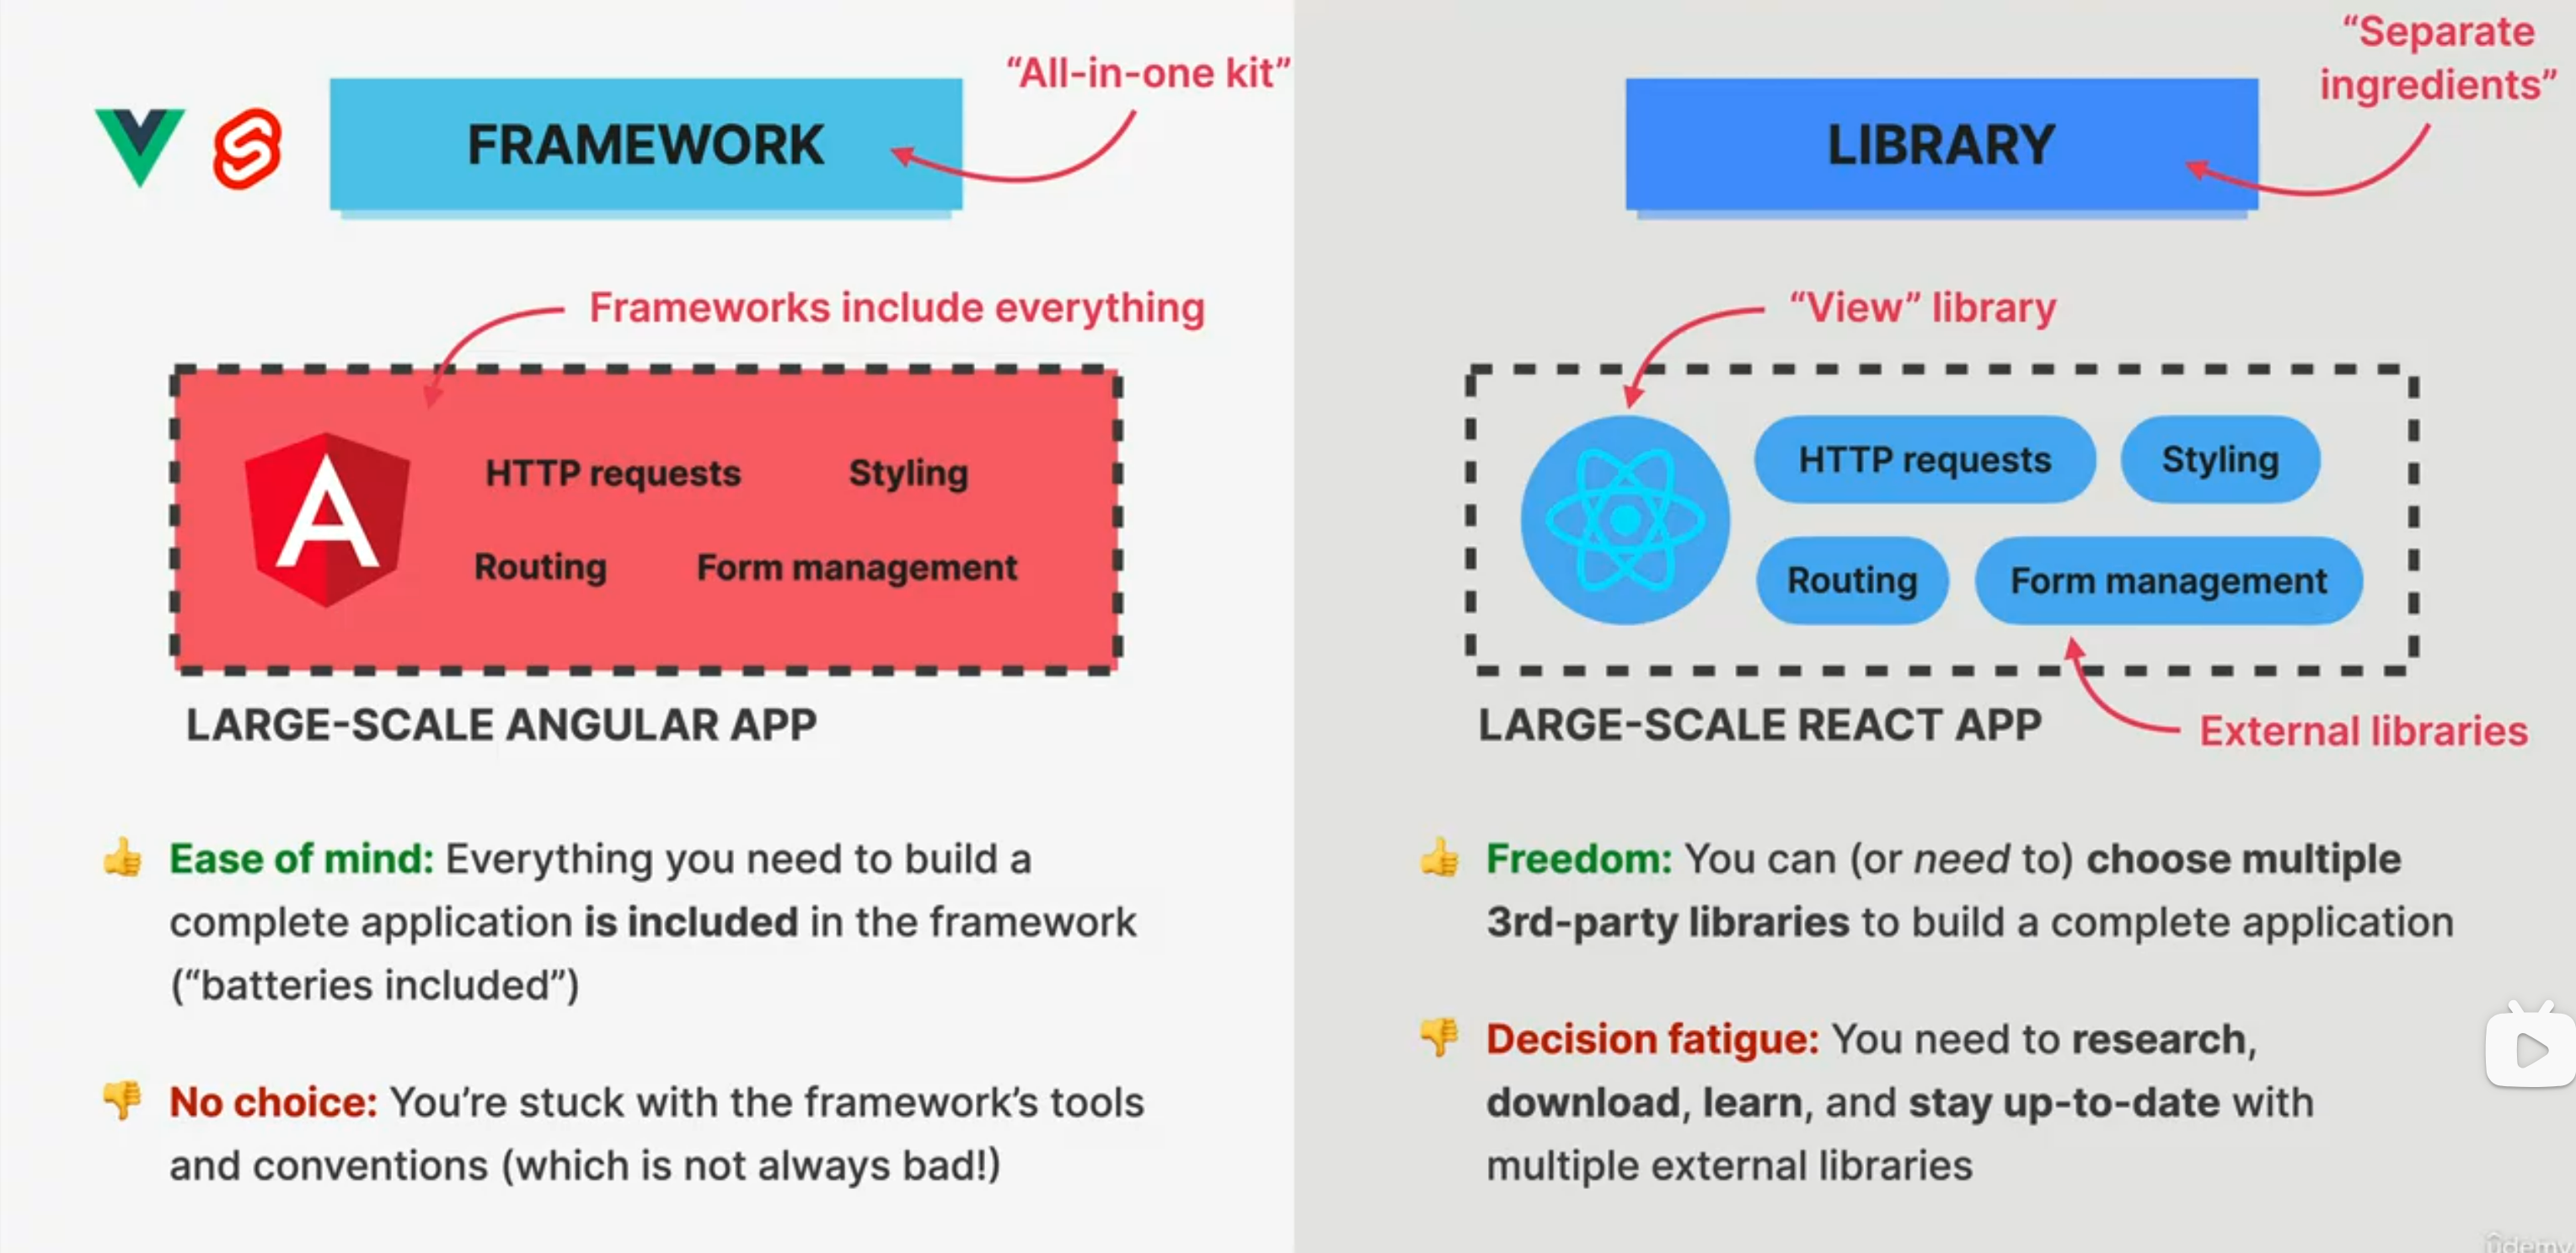 “All-in-one kit”
FRAMEWORK
Frameworks include everything
HTTP requests
Styling
Routing
Form management
LARGE-SCALE ANGULAR APP
👍 Ease of mind: Everything you need to build a
complete application is included in the framework
(“batteries included”)
👎 No choice: You’re stuck with the framework’s tools
and conventions (which is not always bad!)
“Separate
ingredients”
LIBRARY
“View” library
HTTP requests
Styling
Routing
Form management
LARGE-SCALE REACT APP
External libraries
👍 Freedom: You can (or need to) choose multiple
3rd-party libraries to build a complete application
👎 Decision fatigue: You need to research,
download, learn, and stay up-to-date with
multiple external libraries
ûdemy